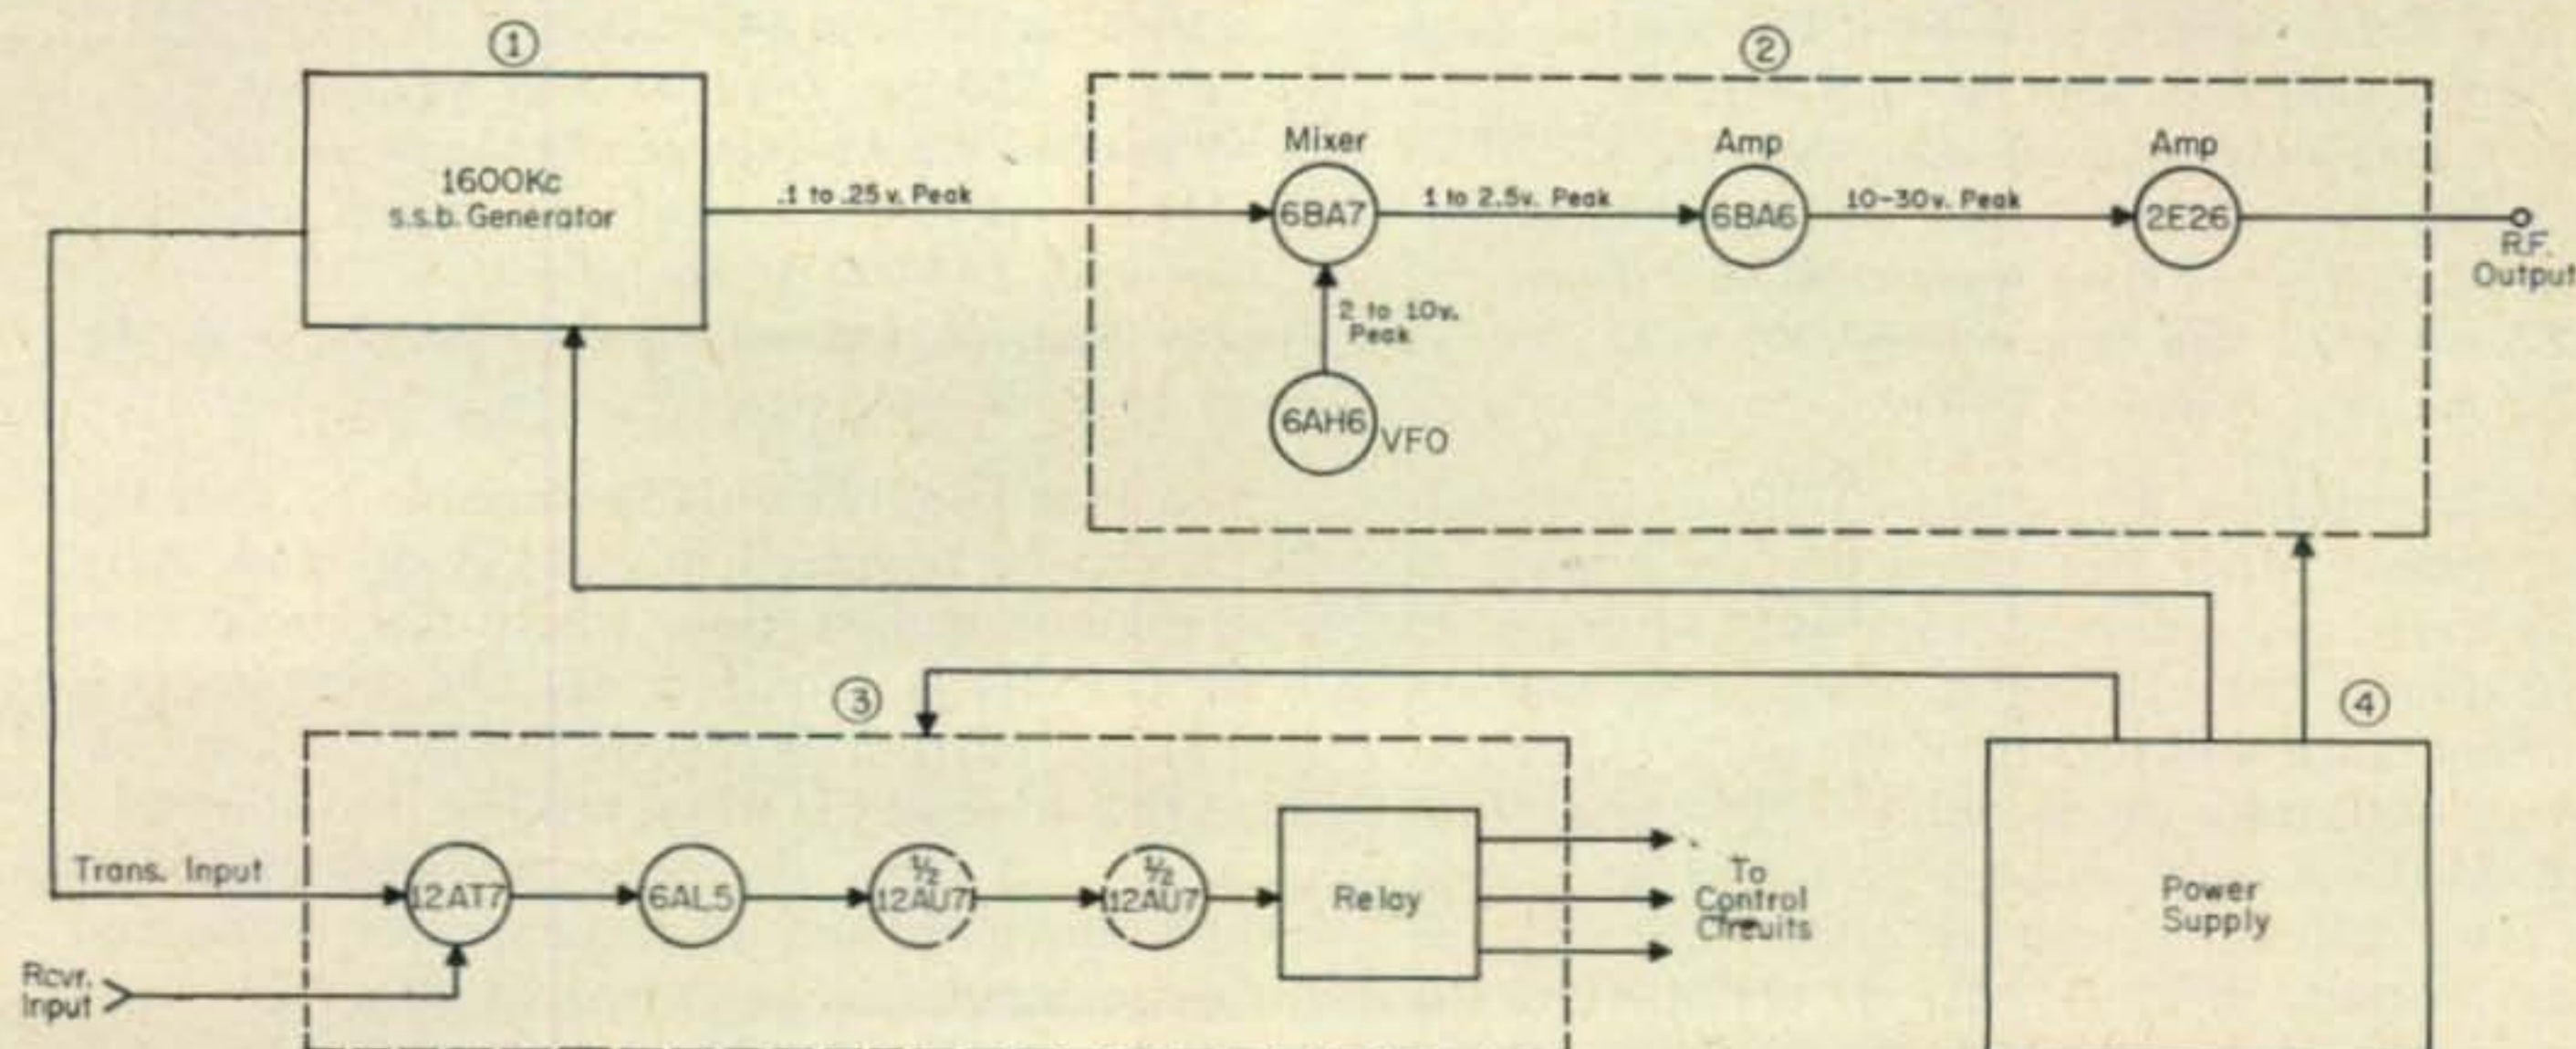 ①
②
1600Kc
s.s.b. Generator
.1 to .25 v. Peak
Mixer
6BA7
1 to 2.5v. Peak
Amp
6BA6
10-30v. Peak
Amp
2E26
R.F.
Output
2 to 10v.
Peak
6AH6
VFO
③
④
Trans. Input
12AT7
6AL5
½
12AU7
½
12AU7
Relay
To
Control
Circuits
Power
Supply
Rcvr.
Input